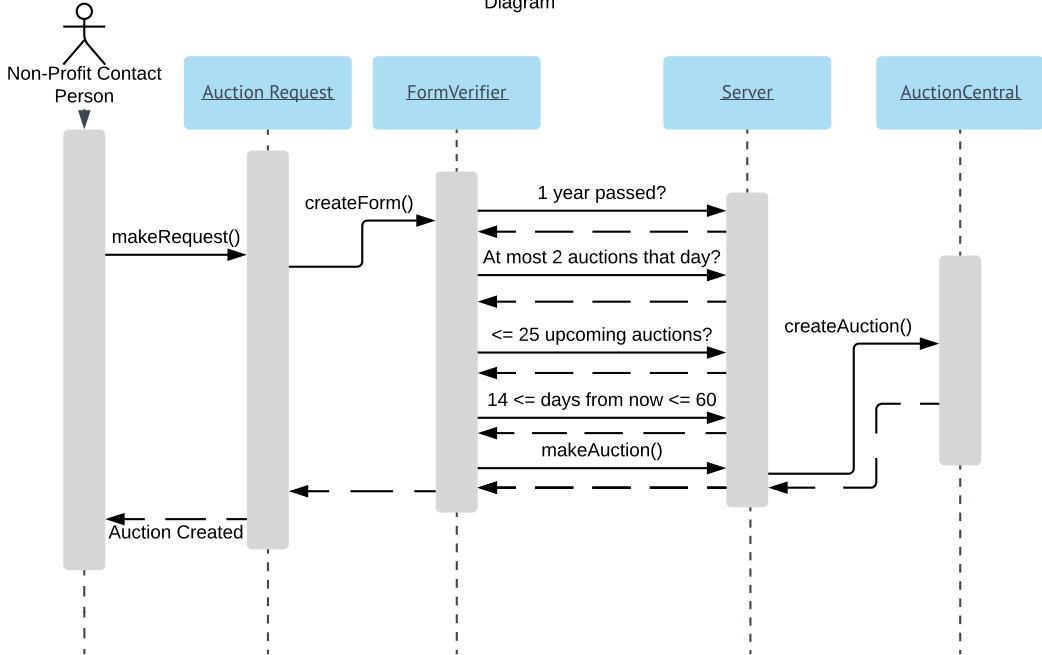 Diagram
Non-Profit Contact
Person
Auction Request
FormVerifier
Server
AuctionCentral
1 year passed?
createForm()
makeRequest()
At most 2 auctions that day?
createAuction()
<= 25 upcoming auctions?
14 <= days from now <= 60
makeAuction()
Auction Created